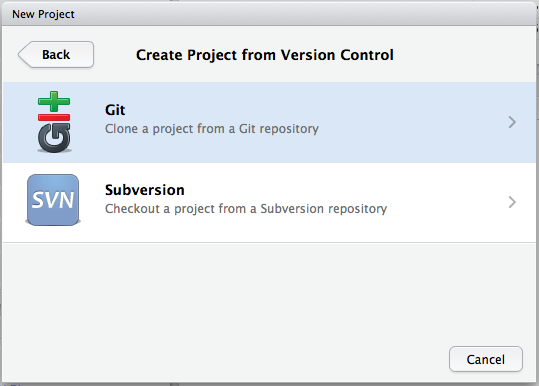 New Project
Back
Create Project from Version Control
Git
Clone a project from a Git repository
SVN
Subversion
Checkout a project from a Subversion repository
Cancel